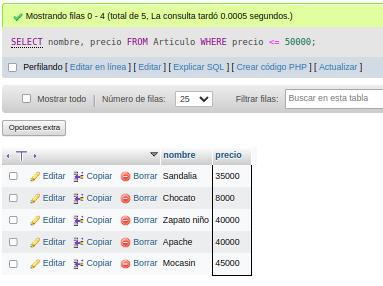 Mostrando filas 0 - 4 (total de 5, La consulta tardó 0.0005 segundos.)
SELECT nombre, precio FROM Articulo WHERE precio <= 50000;
Perfilando [ Editar en línea ] [ Editar ] [ Explicar SQL ] [ Crear código PHP ] [ Actualizar ]
Mostrar todo | Número de filas: 25 Filtrar filas: Buscar en esta tabla
Opciones extra
nombre precio
Editar Copiar Borrar Sandalia 35000
Editar Copiar Borrar Chocato 8000
Editar Copiar Borrar Zapato niño 40000
Editar Copiar Borrar Apache 40000
Editar Copiar Borrar Mocasin 45000